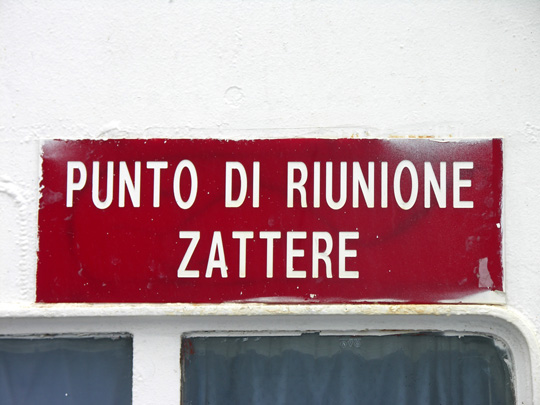 PUNTO DI RIUNIONE
ZATTERE